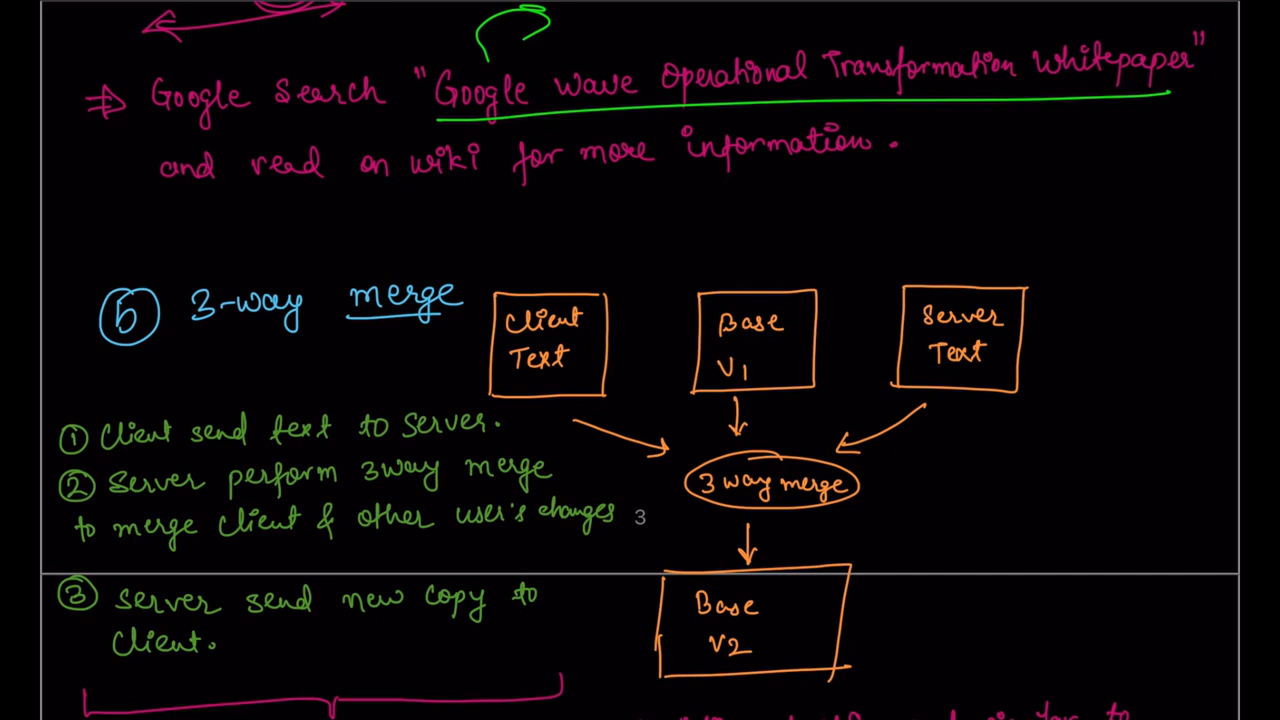 ⇒ Google Search "Google Wave Operational Transformation Whitepaper"
and read on wiki for more information.
5 3-way merge
Client
Text
Base
V1
Server
Text
① Client send text to Server.
② Server perform 3way merge
to merge client & other user's changes
3
3 way merge
③ Server send new copy to
Client.
Base
V2